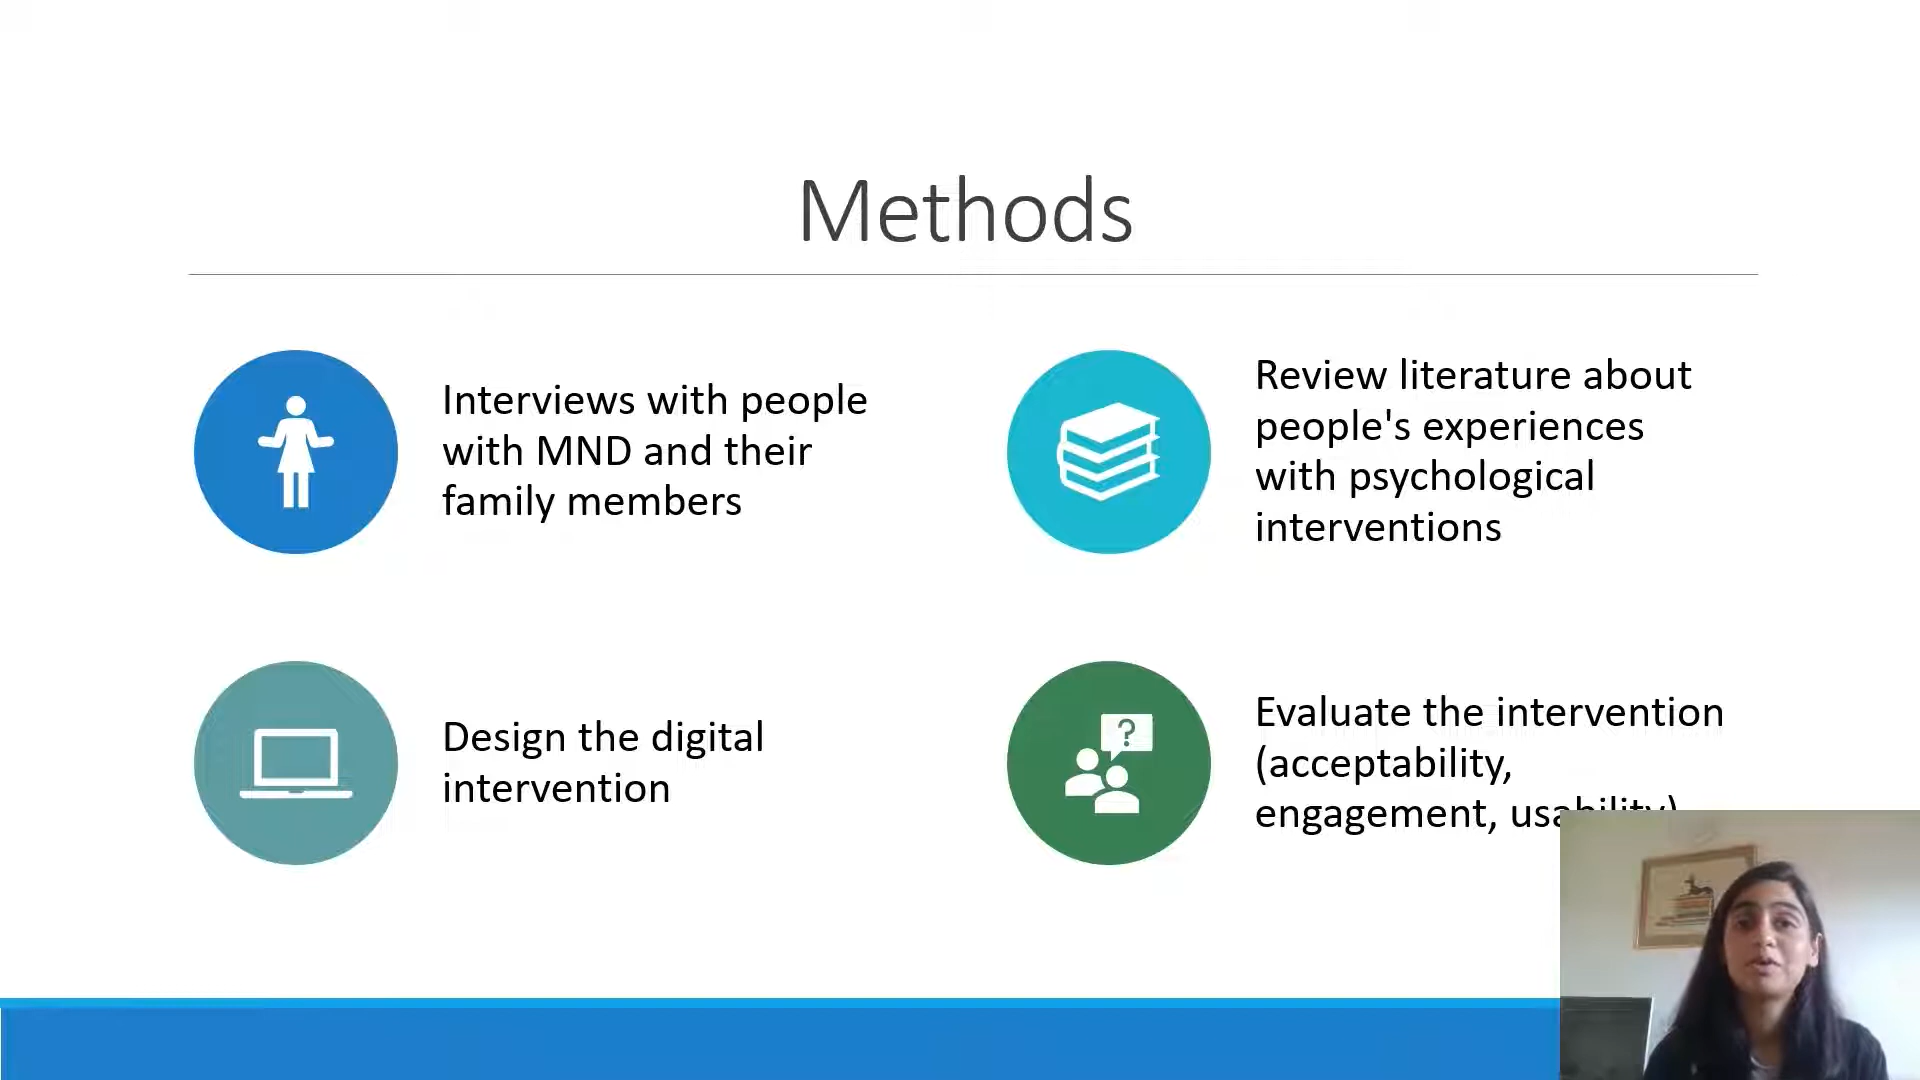 Methods
Interviews with people
with MND and their
family members
Review literature about
people's experiences
with psychological
interventions
Design the digital
intervention
Evaluate the intervention
(acceptability,
engagement, usability)
?